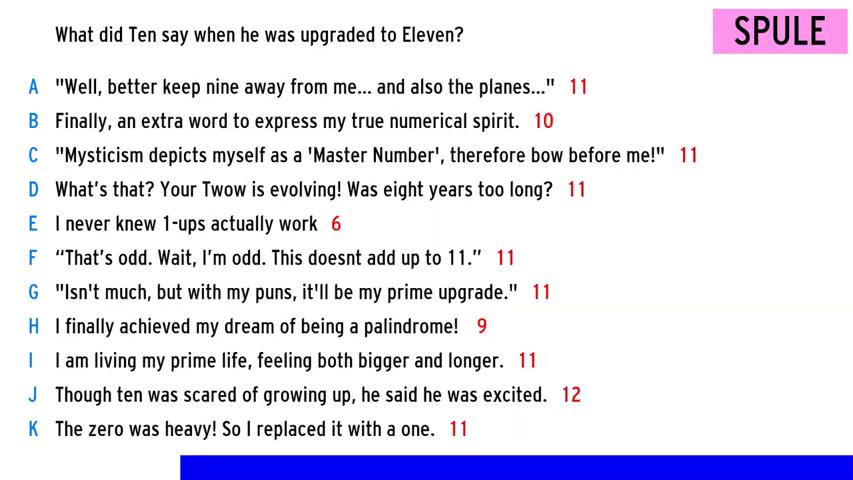 What did Ten say when he was upgraded to Eleven?
SPULE
A "Well, better keep nine away from me... and also the planes..." 11
B Finally, an extra word to express my true numerical spirit. 10
C "Mysticism depicts myself as a 'Master Number', therefore bow before me!" 11
D What's that? Your Twow is evolving! Was eight years too long? 11
E I never knew 1-ups actually work 6
F “That's odd. Wait, I'm odd. This doesnt add up to 11.” 11
G "Isn't much, but with my puns, it'll be my prime upgrade." 11
H I finally achieved my dream of being a palindrome! 9
I I am living my prime life, feeling both bigger and longer. 11
J Though ten was scared of growing up, he said he was excited. 12
K The zero was heavy! So I replaced it with a one. 11